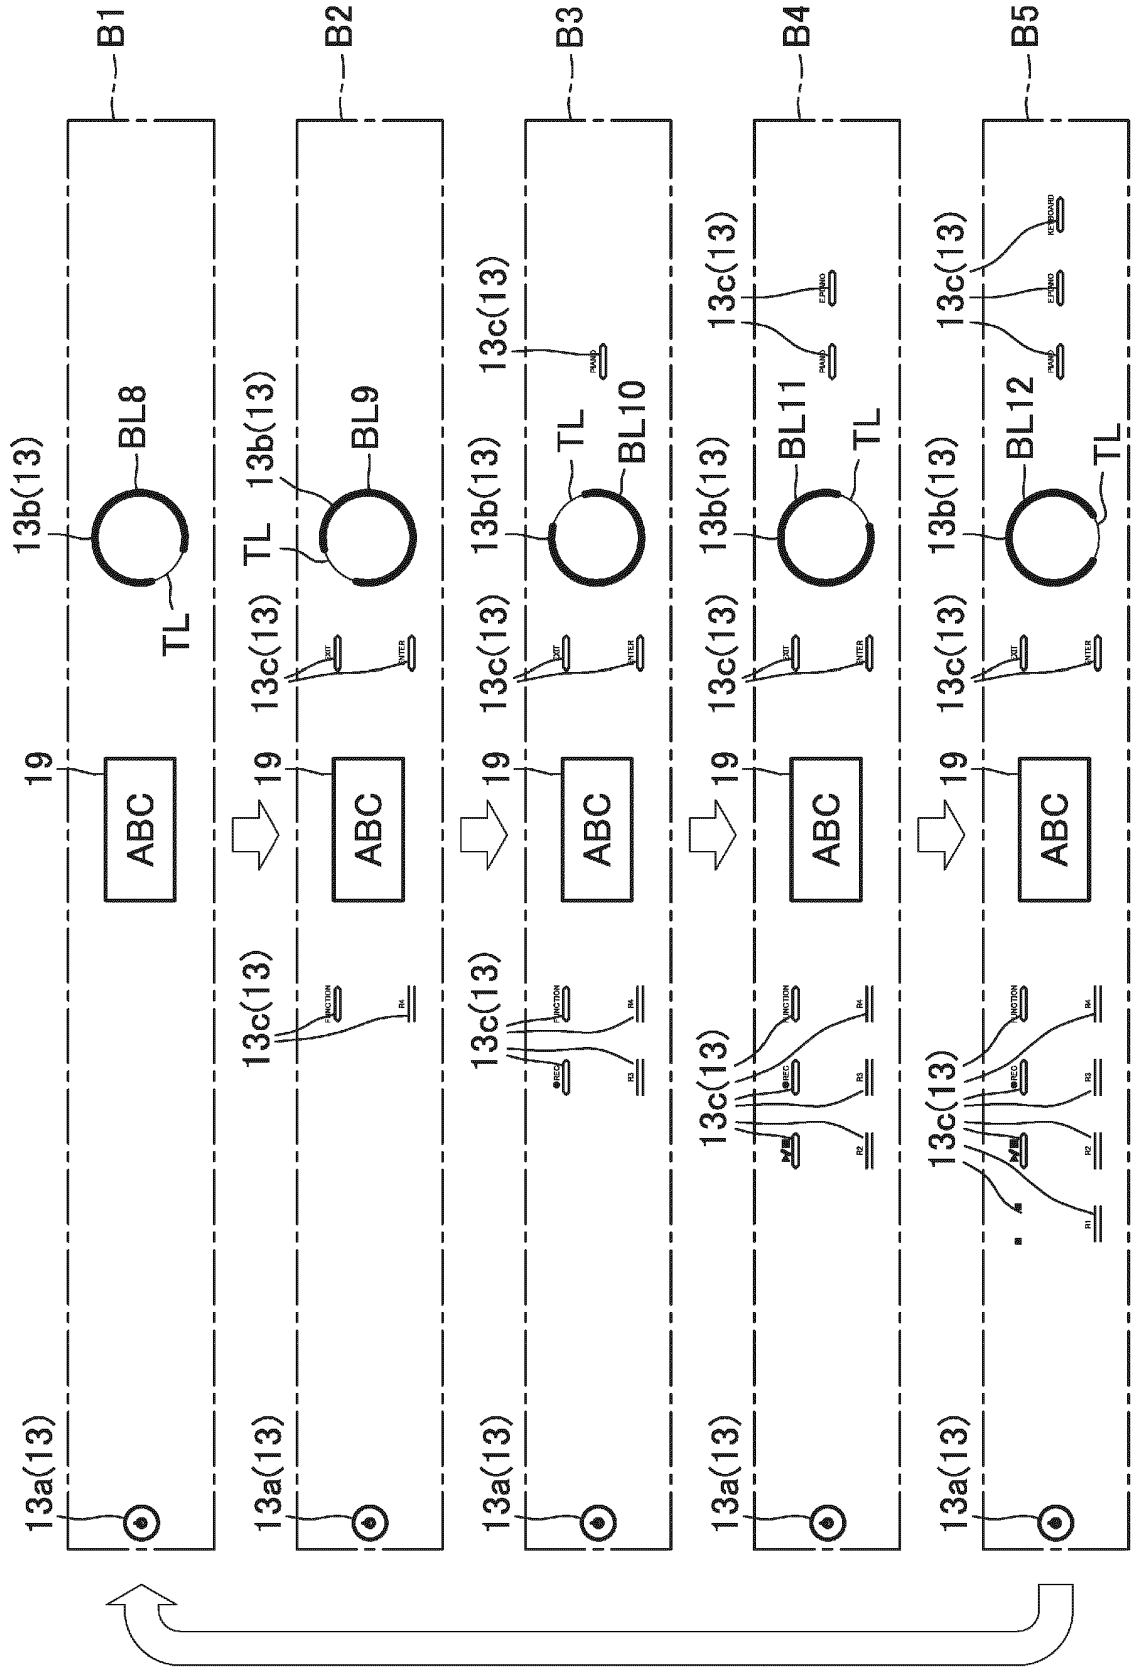 B1
13b(13)
BL8
TL
19
ABC
13a(13)
B2
13b(13)
BL9
TL
13c(13)
EXIT
ENTER
19
ABC
13c(13)
FUNCTION
R4
13a(13)
B3
13c(13)
PIANO
13b(13)
TL
BL10
13c(13)
EXIT
ENTER
19
ABC
13c(13)
FUNCTION
R4
REC
R3
13a(13)
B4
13c(13)
E.PIANO
PIANO
13b(13)
BL11
TL
13c(13)
EXIT
ENTER
19
ABC
13c(13)
FUNCTION
R4
REC
R3
R2
13a(13)
B5
13c(13)
KEYBOARD
E.PIANO
PIANO
13b(13)
BL12
TL
13c(13)
EXIT
ENTER
19
ABC
13c(13)
FUNCTION
R4
REC
R3
R2
R1
13a(13)